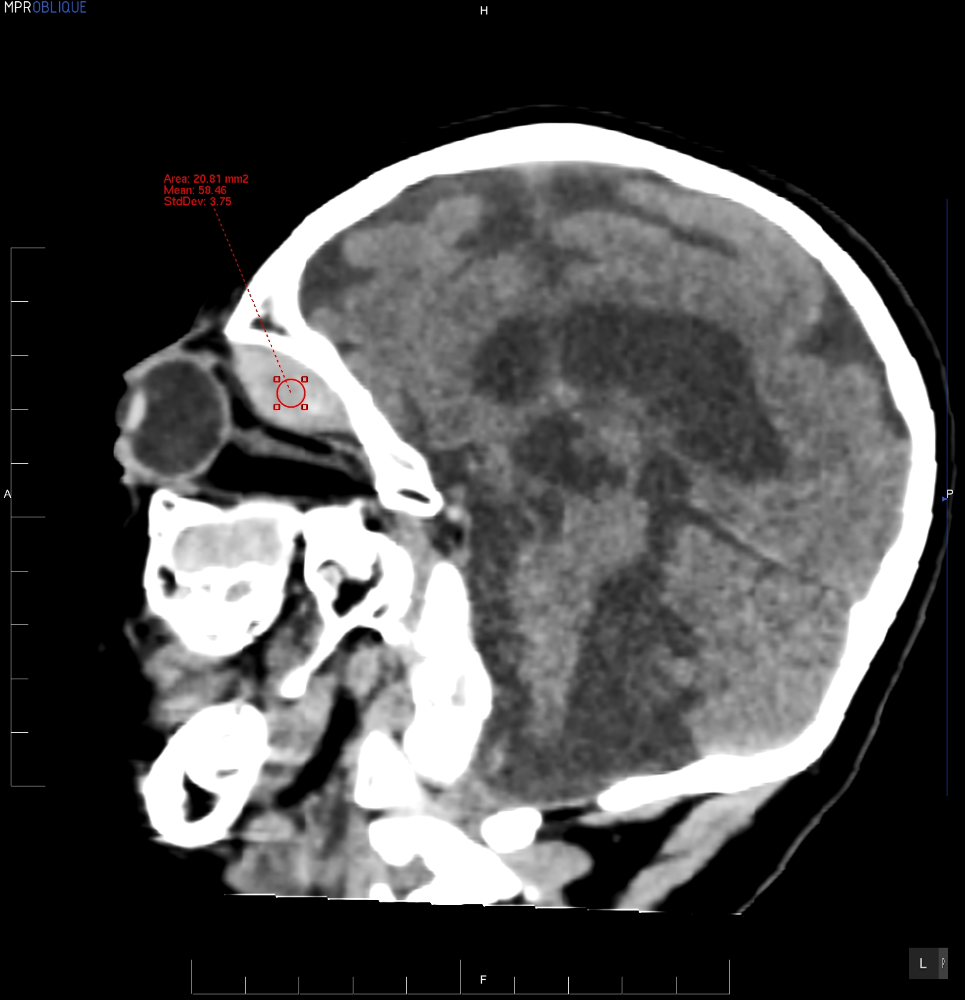 MPROBLIQUE
H
Area: 20.81 mm2
Mean: 58.46
StdDev: 3.75
A
P
L P
F